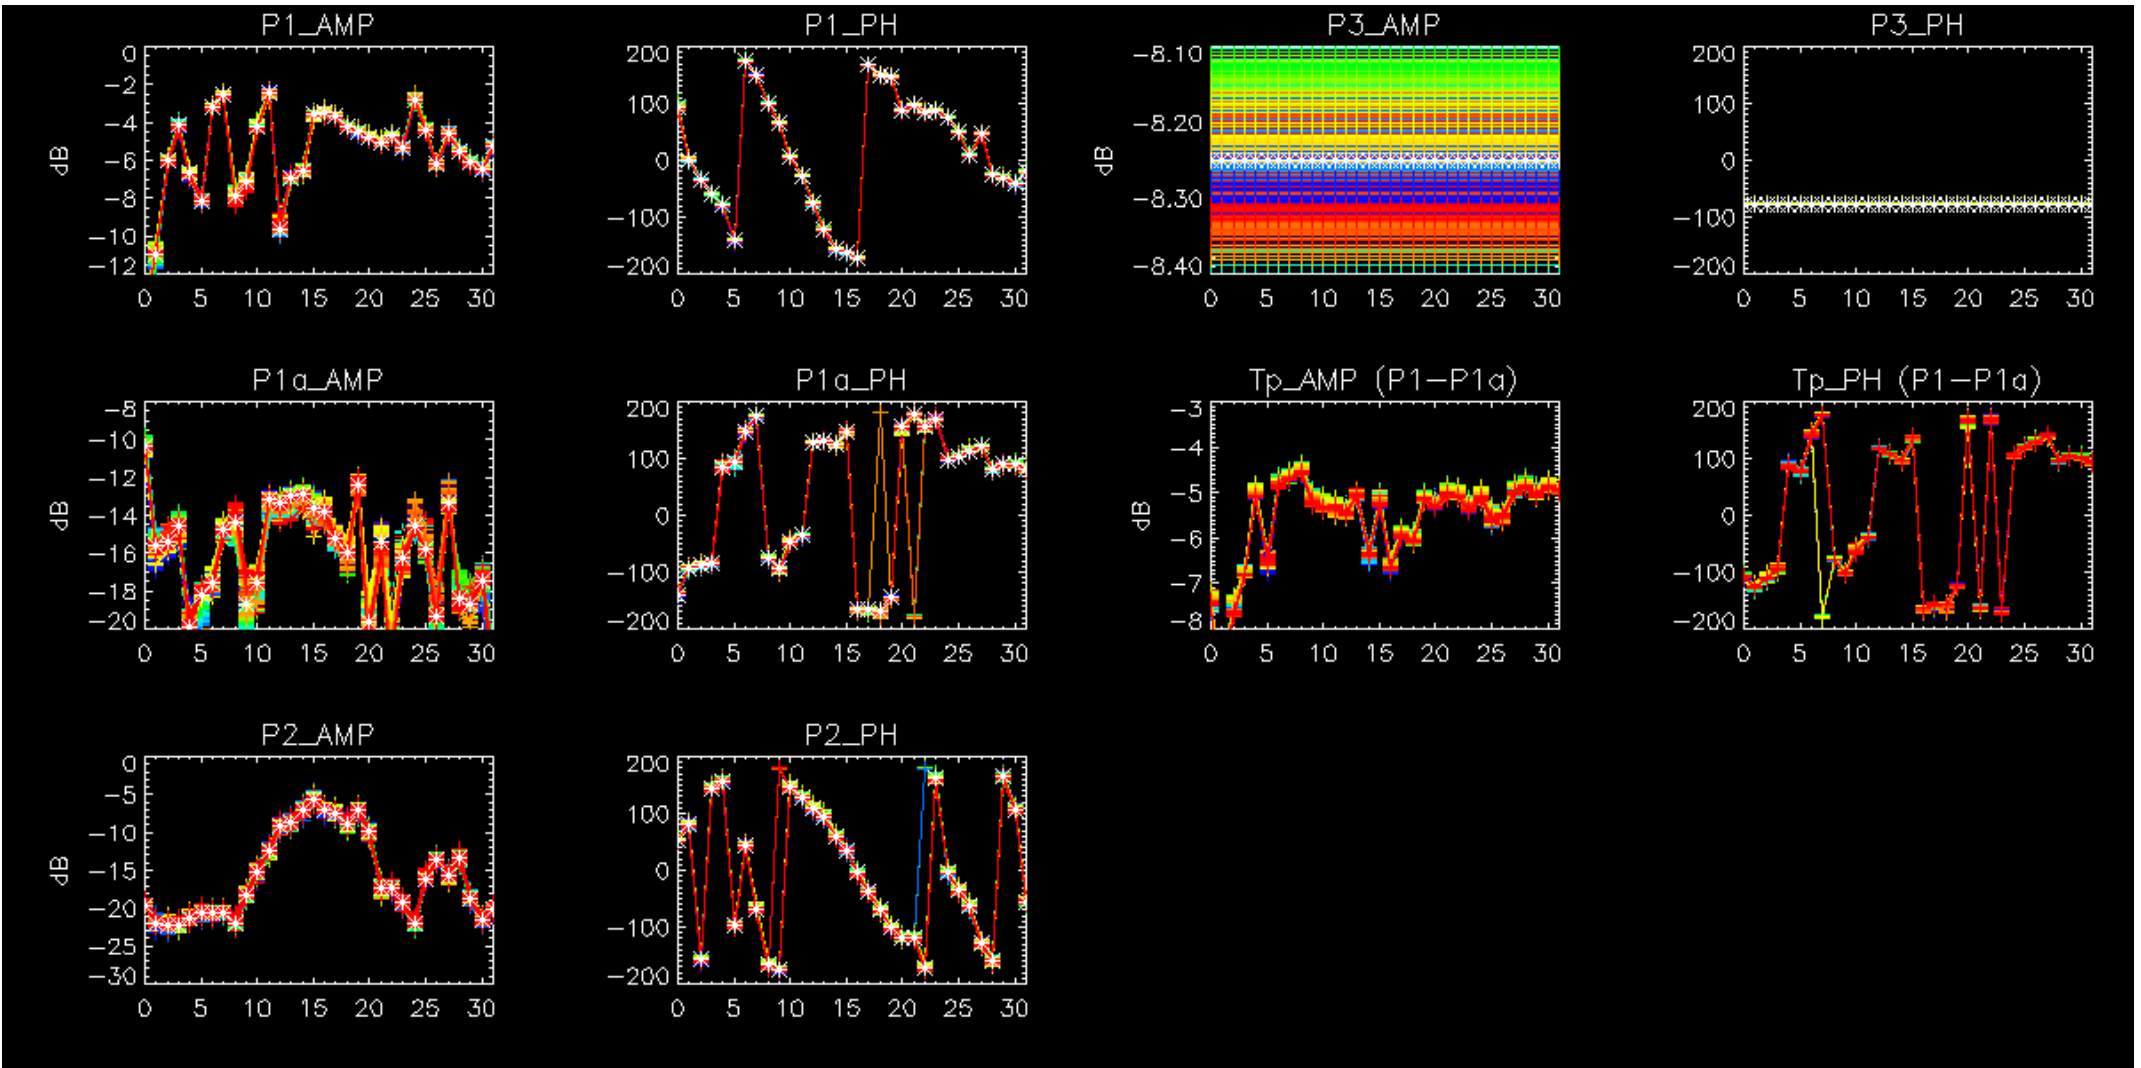 P1_AMP P1_PH P3_AMP P3_PH
0 200 -8.10 200
-2
-4 100 -8.20 100
dB -6 0 dB 0
-8 -100 -8.30 -100
-10
-12 -200 -8.40 -200
0 5 10 15 20 25 30 0 5 10 15 20 25 30 0 5 10 15 20 25 30 0 5 10 15 20 25 30
P1a_AMP P1a_PH Tp_AMP (P1-P1a) Tp_PH (P1-P1a)
-8 200 -3 200
-10 100 -4 100
-12
dB -14 0 dB -5 0
-16 -100 -6 -100
-18 -7
-20 -200 -8 -200
0 5 10 15 20 25 30 0 5 10 15 20 25 30 0 5 10 15 20 25 30 0 5 10 15 20 25 30
P2_AMP P2_PH
0 200
-5 100
-10
dB -15 0
-20 -100
-25
-30 -200
0 5 10 15 20 25 30 0 5 10 15 20 25 30